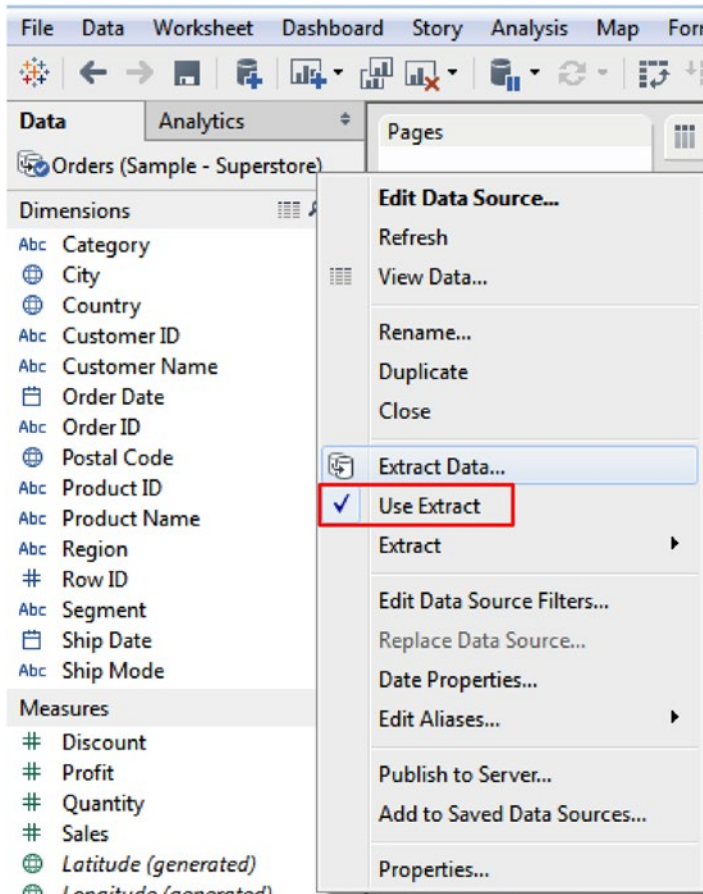 File Data Worksheet Dashboard Story Analysis Map
Data Analytics
Pages
Orders (Sample - Superstore)
Dimensions
Abc Category
City
Country
Abc Customer ID
Abc Customer Name
Order Date
Abc Order ID
Postal Code
Abc Product ID
Abc Product Name
Abc Region
# Row ID
Abc Segment
Ship Date
Abc Ship Mode
Measures
# Discount
# Profit
# Quantity
# Sales
Latitude (generated)
Longitude (generated)
Edit Data Source...
Refresh
View Data...
Rename...
Duplicate
Close
Extract Data...
Use Extract
Extract
Edit Data Source Filters...
Replace Data Source...
Date Properties...
Edit Aliases...
Publish to Server...
Add to Saved Data Sources...
Properties...